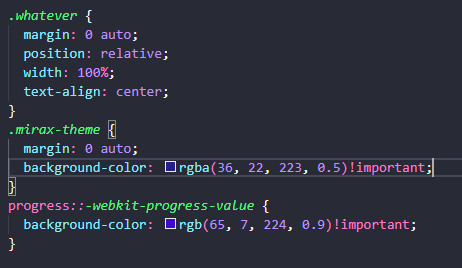 .whatever {
margin: 0 auto;
position: relative;
width: 100%;
text-align: center;
}
.mirax-theme {
margin: 0 auto;
background-color: rgba(36, 22, 223, 0.5)!important;
}
progress::-webkit-progress-value {
background-color: rgb(65, 7, 224, 0.9)!important;
}